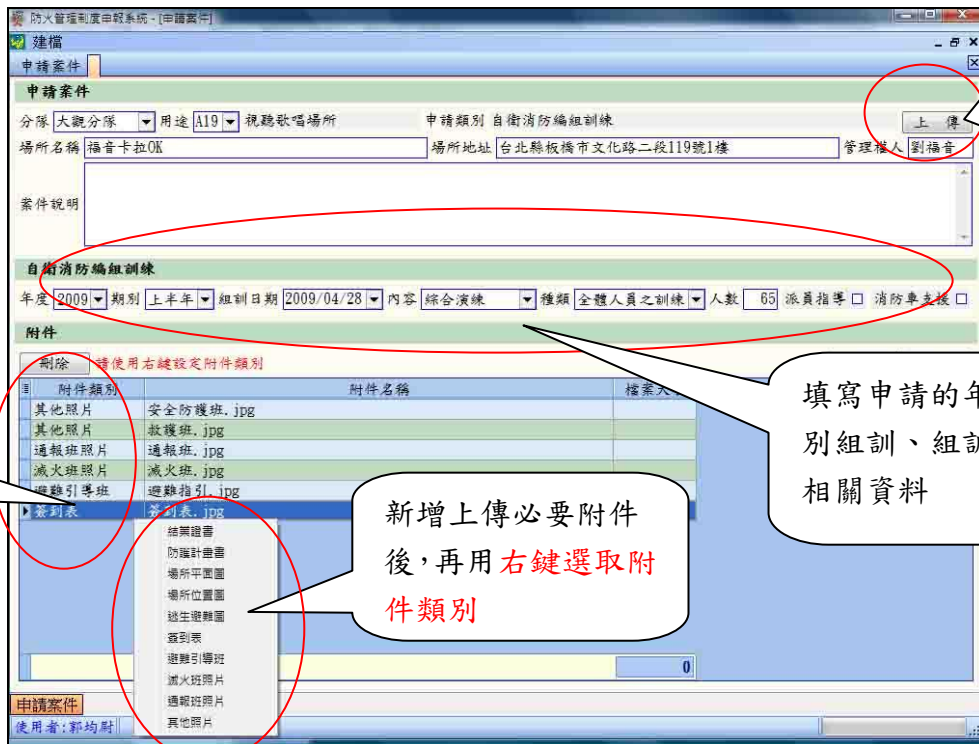 防火管理制度申報系統 - [申請案件]
建檔
申請案件
申請案件
分隊 大觀分隊 用途 A19 視聽歌唱場所 申請類別 自衛消防編組訓練 上 傳
場所名稱 福音卡拉OK 場所地址 台北縣板橋市文化路二段119號1樓 管理權人 劉福音
案件說明
自衛消防編組訓練
年度 2009 期別 上半年 組訓日期 2009/04/28 內容 綜合演練 種類 全體人員之訓練 人數 65 派員指導 消防車支援
附件
刪除 請使用右鍵設定附件類別
附件類別 附件名稱 檔案大
其他照片 安全防護班.jpg
其他照片 救護班.jpg
通報班照片 通報班.jpg
滅火班照片 滅火班.jpg
避難引導班 避難指引.jpg
簽到表 簽到表.jpg
結業證書
防護計畫書
場所平面圖
場所位置圖
逃生避難圖
簽到表
避難引導班
滅火班照片
通報班照片
其他照片
填寫申請的年
別組訓、組訓
相關資料
新增上傳必要附件
後,再用右鍵選取附
件類別
0
申請案件
使用者:郭均尉